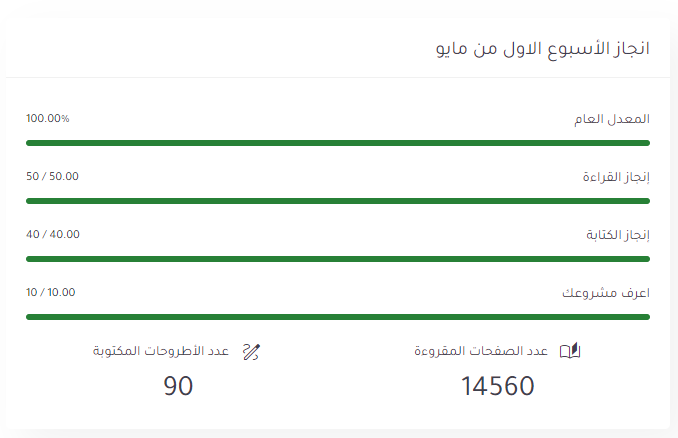 انجاز الأسبوع الاول من مايو
المعدل العام 100.00%
إنجاز القراءة 50 / 50.00
إنجاز الكتابة 40 / 40.00
اعرف مشروعك 10 / 10.00
عدد الصفحات المقروءة
14560
عدد الأطروحات المكتوبة
90